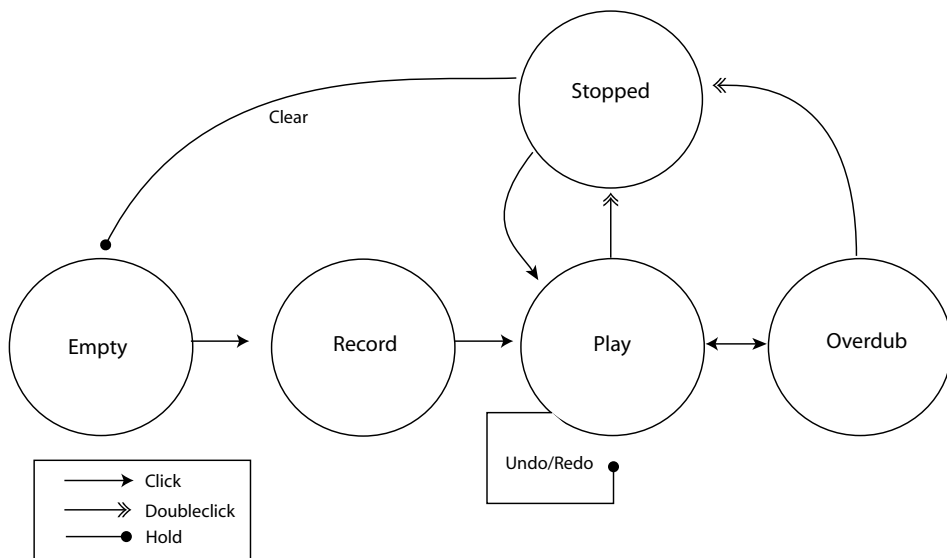 Stopped
Clear
Empty
Record
Play
Overdub
Undo/Redo
Click
Doubleclick
Hold